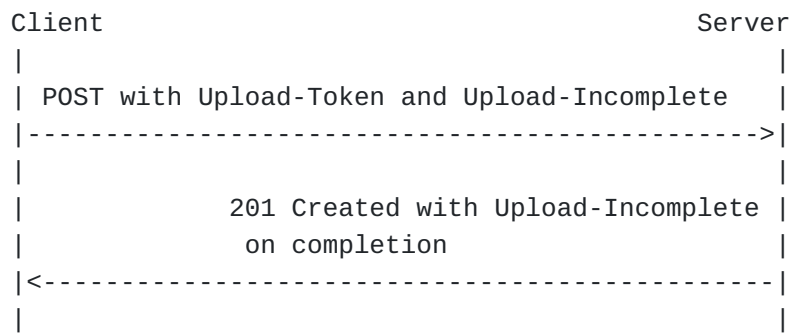 Client                                      Server
|                                                 |
| POST with Upload-Token and Upload-Incomplete   |
|----------------------------------------------->|
|                                                 |
|             201 Created with Upload-Incomplete |
|              on completion                     |
|<-----------------------------------------------|
|                                                 |